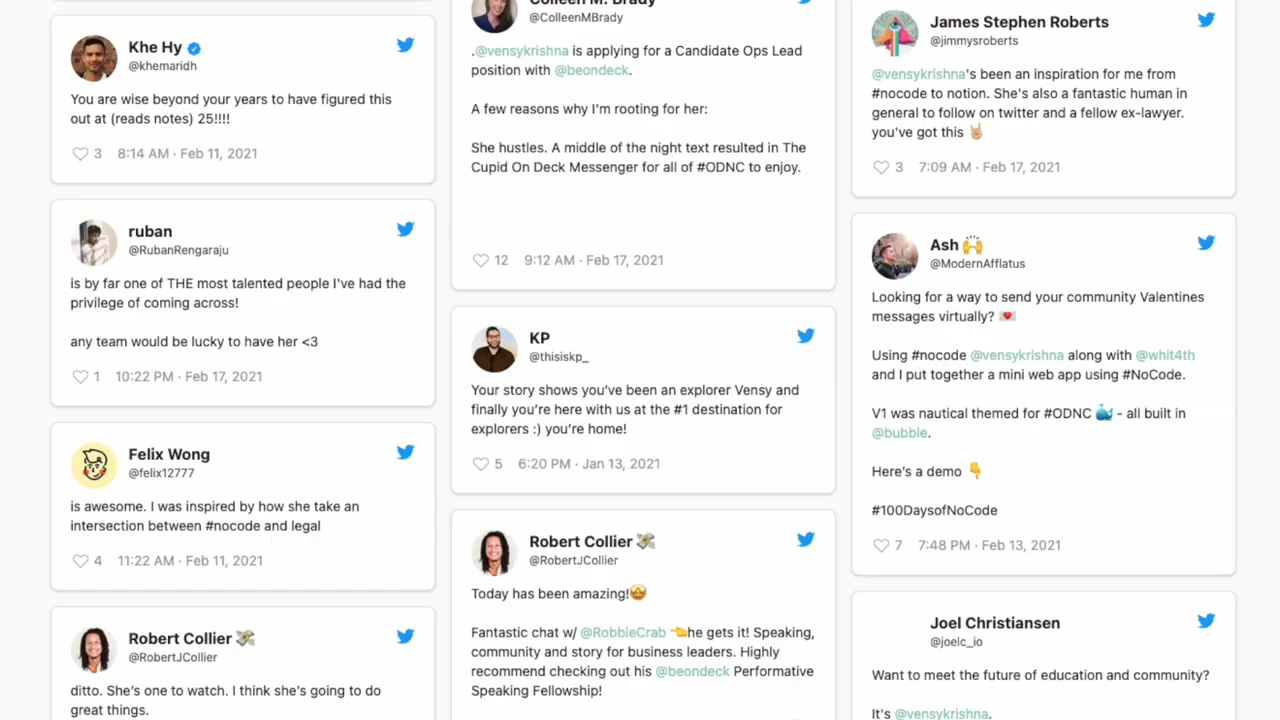 Khe Hy
@khemaridh
You are wise beyond your years to have figured this
out at (reads notes) 25!!!!
3 8:14 AM · Feb 11, 2021
ruban
@RubanRengaraju
is by far one of THE most talented people I've had the
privilege of coming across!
any team would be lucky to have her <3
1 10:22 PM · Feb 17, 2021
Felix Wong
@felix12777
is awesome. I was inspired by how she take an
intersection between #nocode and legal
4 11:22 AM · Feb 11, 2021
Robert Collier 💸
@RobertJCollier
ditto. She's one to watch. I think she's going to do
great things.
Colleen M. Brady
@ColleenMBrady
.@vensykrishna is applying for a Candidate Ops Lead
position with @beondeck.
A few reasons why I'm rooting for her:
She hustles. A middle of the night text resulted in The
Cupid On Deck Messenger for all of #ODNC to enjoy.
12 9:12 AM · Feb 17, 2021
KP
@thisiskp_
Your story shows you've been an explorer Vensy and
finally you're here with us at the #1 destination for
explorers :) you're home!
5 6:20 PM · Jan 13, 2021
Robert Collier 💸
@RobertJCollier
Today has been amazing!🤩
Fantastic chat w/ @RobbieCrab 👈he gets it! Speaking,
community and story for business leaders. Highly
recommend checking out his @beondeck Performative
Speaking Fellowship!
James Stephen Roberts
@jimmysroberts
@vensykrishna's been an inspiration for me from
#nocode to notion. She's also a fantastic human in
general to follow on twitter and a fellow ex-lawyer.
you've got this 🤘🏼
3 7:09 AM · Feb 17, 2021
Ash 🙌
@ModernAfflatus
Looking for a way to send your community Valentines
messages virtually? 💌
Using #nocode @vensykrishna along with @whit4th
and I put together a mini web app using #NoCode.
V1 was nautical themed for #ODNC 🐳 - all built in
@bubble.
Here's a demo 👇
#100DaysofNoCode
7 7:48 PM · Feb 13, 2021
Joel Christiansen
@joelc_io
Want to meet the future of education and community?
It's @vensykrishna.